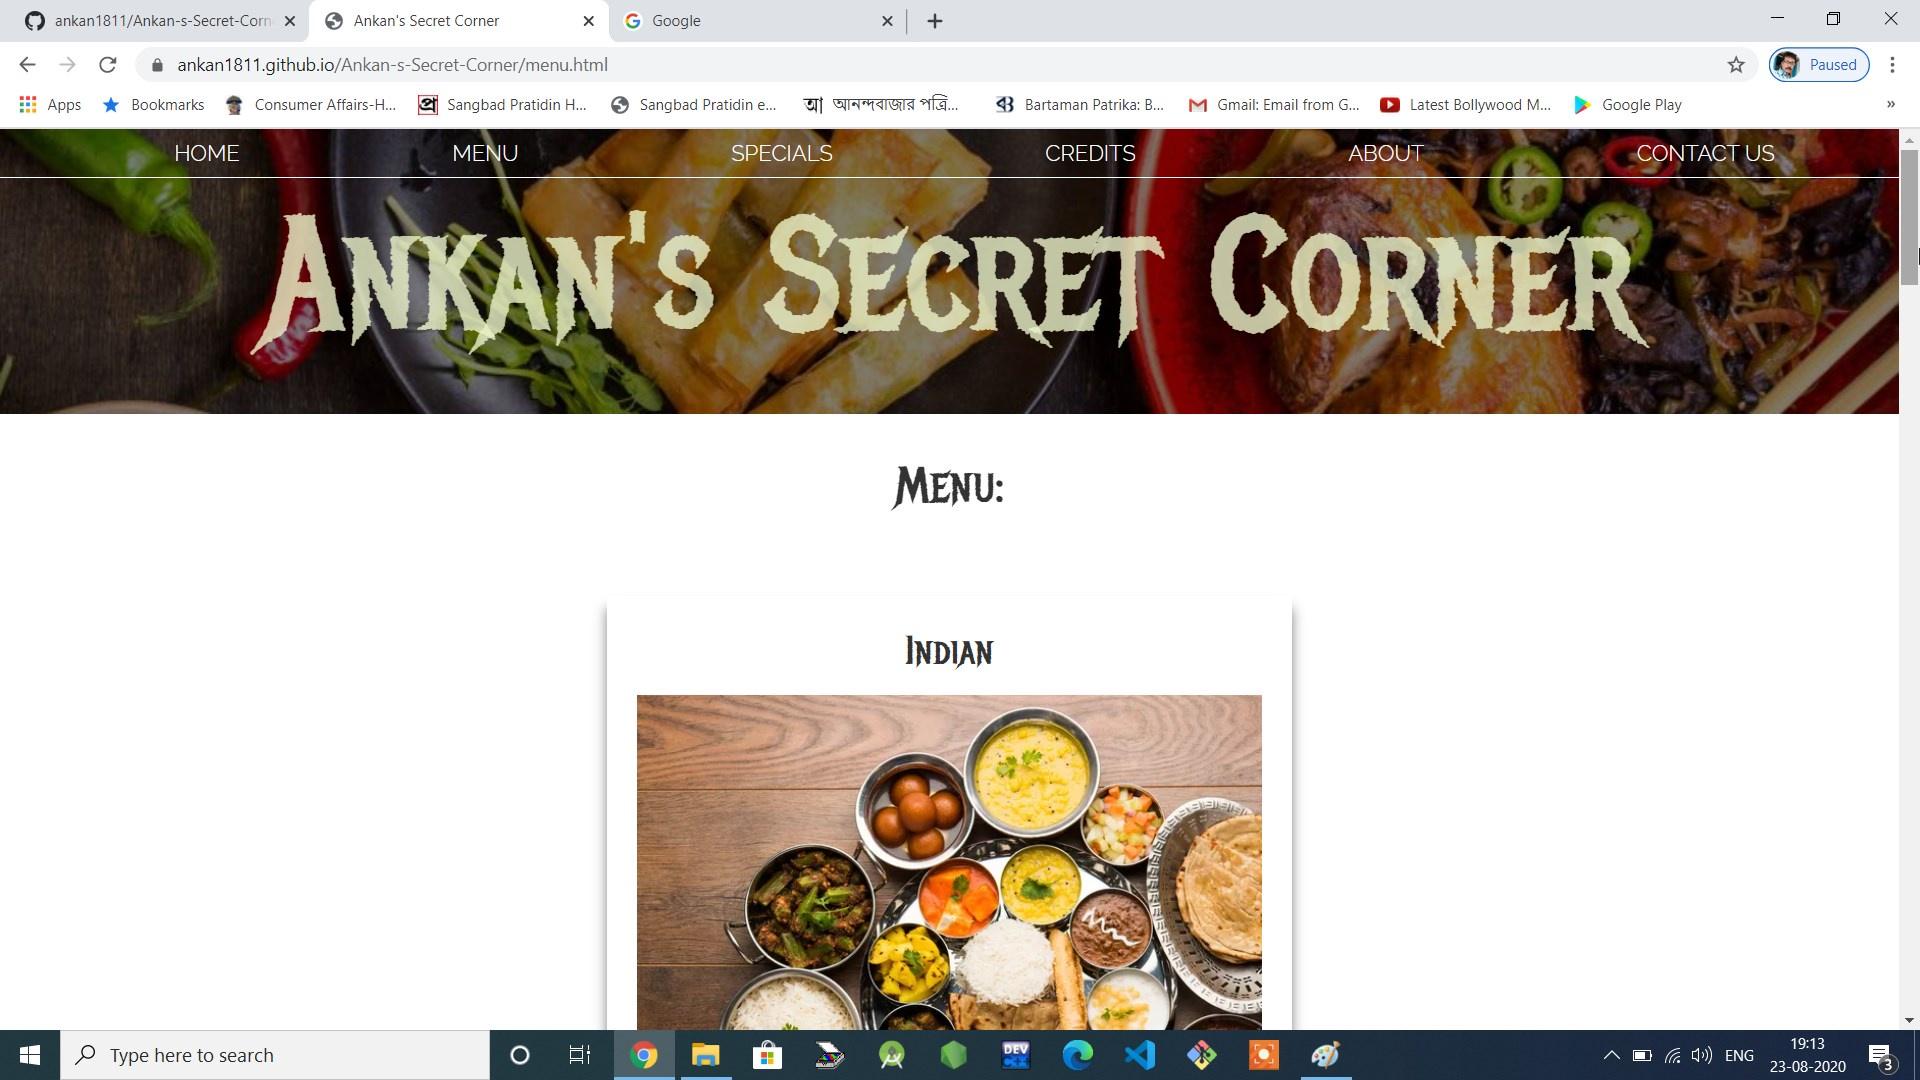 ankan1811/Ankan-s-Secret-Corn
Ankan's Secret Corner
Google
ankan1811.github.io/Ankan-s-Secret-Corner/menu.html
Paused
Apps
Bookmarks
Consumer Affairs-H...
Sangbad Pratidin H...
Sangbad Pratidin e...
আনন্দবাজার পত্রি...
Bartaman Patrika: B...
Gmail: Email from G...
Latest Bollywood M...
Google Play
»
HOME
MENU
SPECIALS
CREDITS
ABOUT
CONTACT US
Ankan's Secret Corner
Menu:
Indian
Type here to search
DEV
ENG
19:13
23-08-2020
3